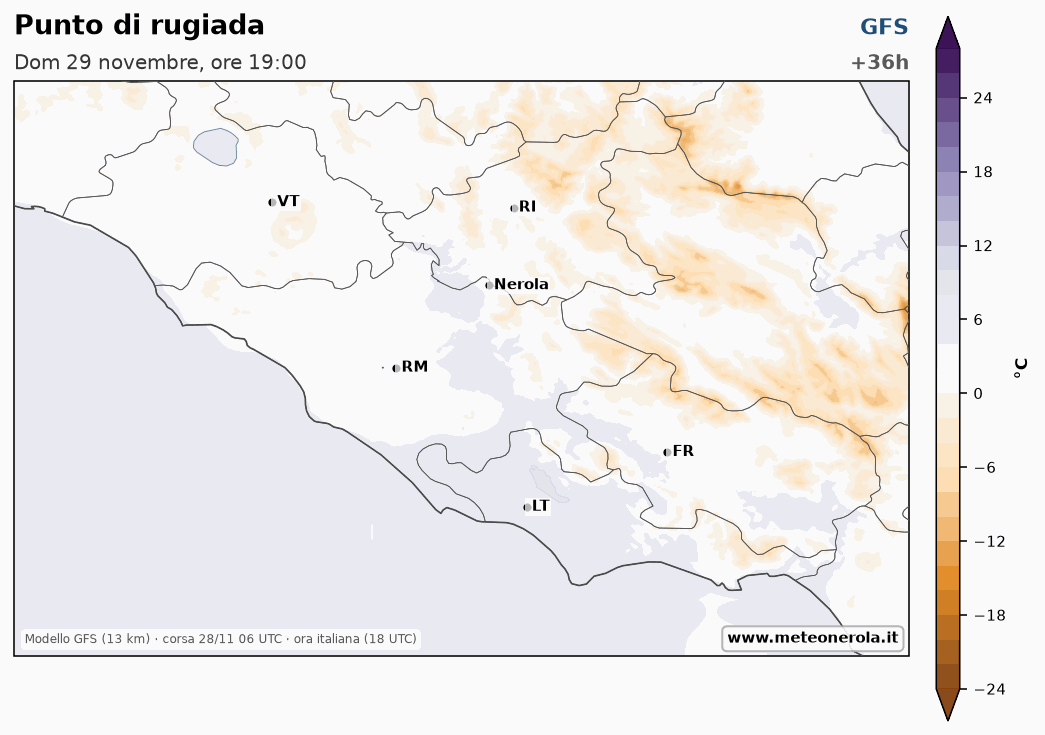 Punto di rugiada
GFS
Dom 29 novembre, ore 19:00
+36h
VT
RI
Nerola
RM
FR
LT
24
18
12
6
0
−6
−12
−18
−24
°C
Modello GFS (13 km) · corsa 28/11 06 UTC · ora italiana (18 UTC)
www.meteonerola.it